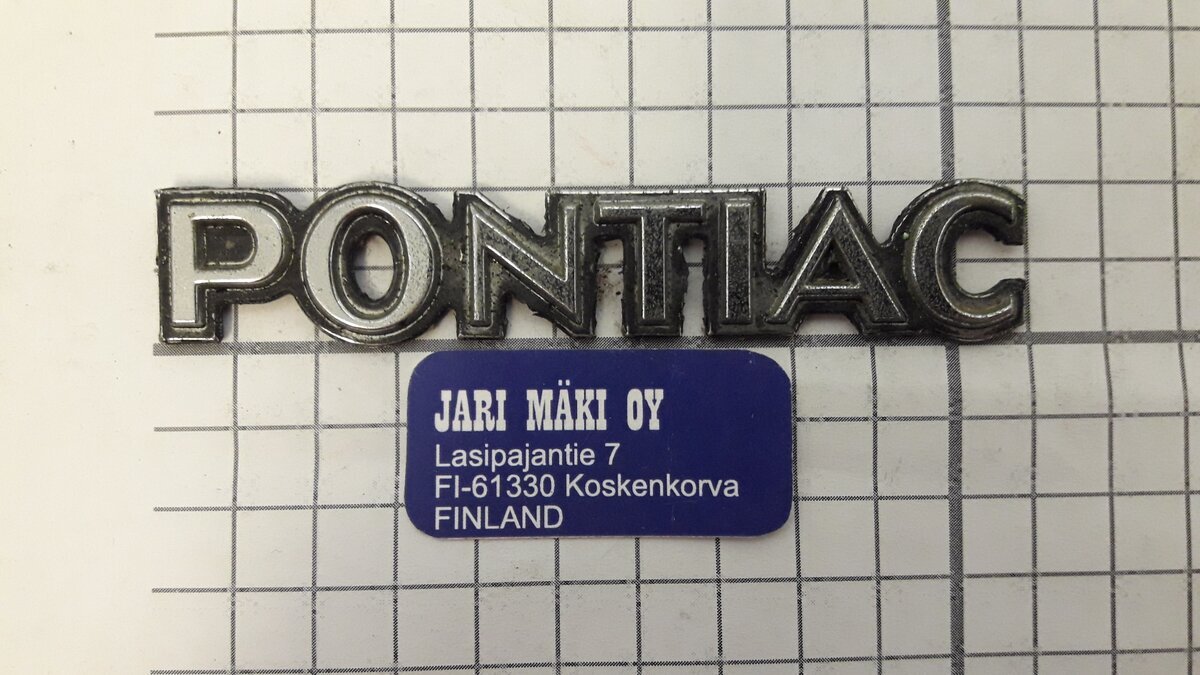 PONTIAC
JARI MÄKI OY
Lasipajantie 7
FI-61330 Koskenkorva
FINLAND